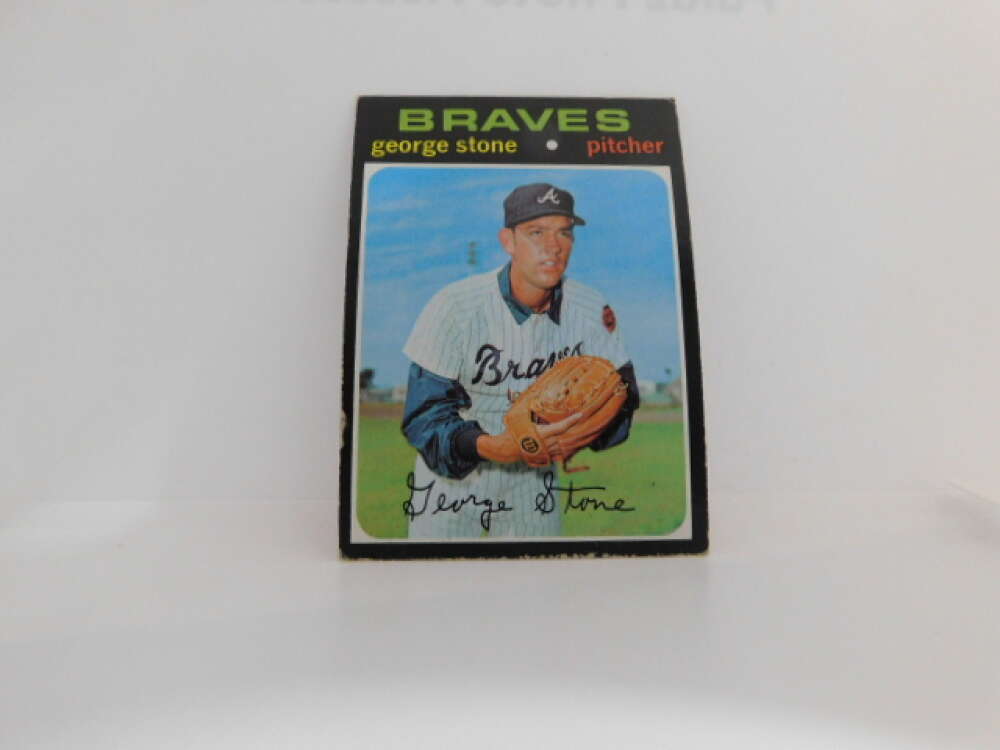 BRAVES
george stone • pitcher
A
Braves
George Stone